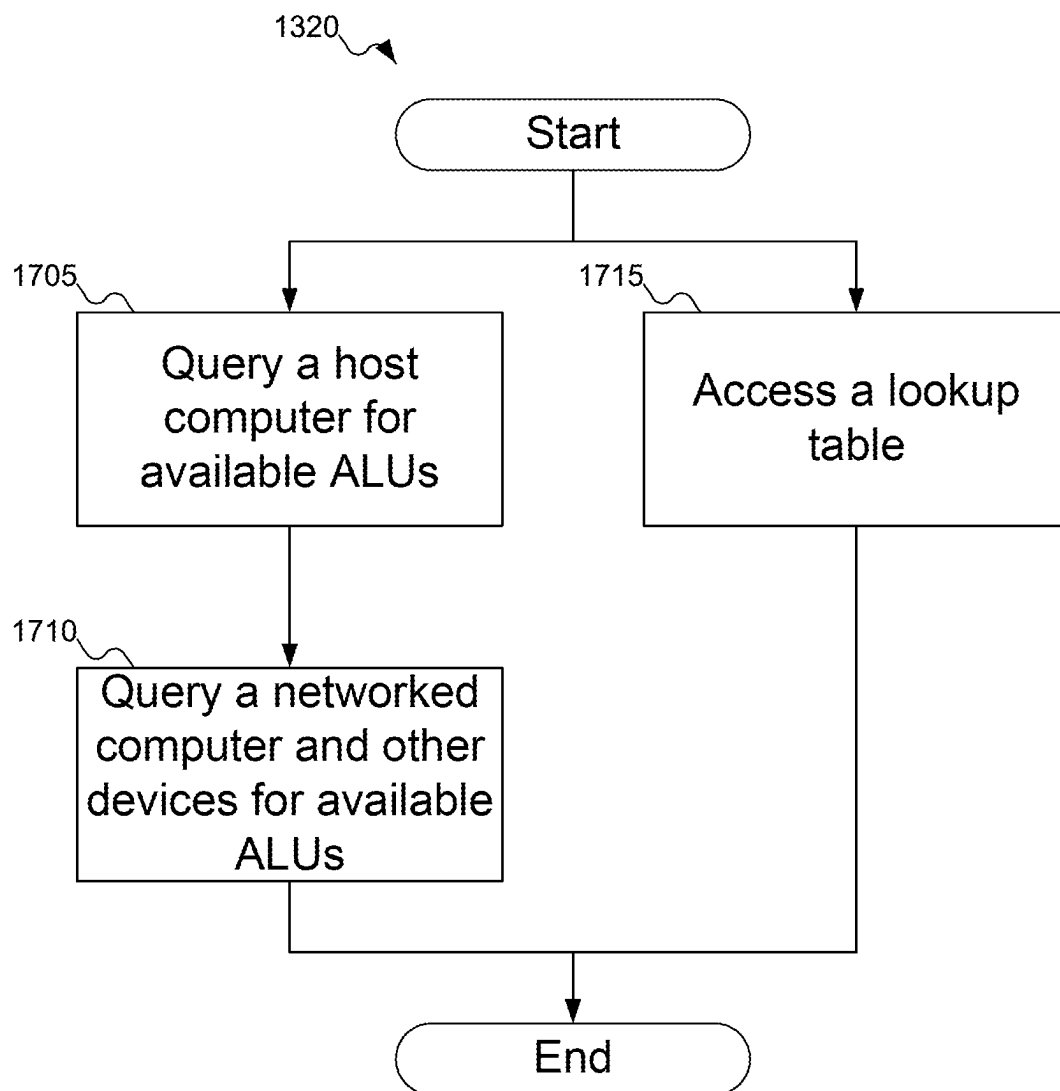 1320
Start
1705
1715
Query a host
computer for
available ALUs
Access a lookup
table
1710
Query a networked
computer and other
devices for available
ALUs
End